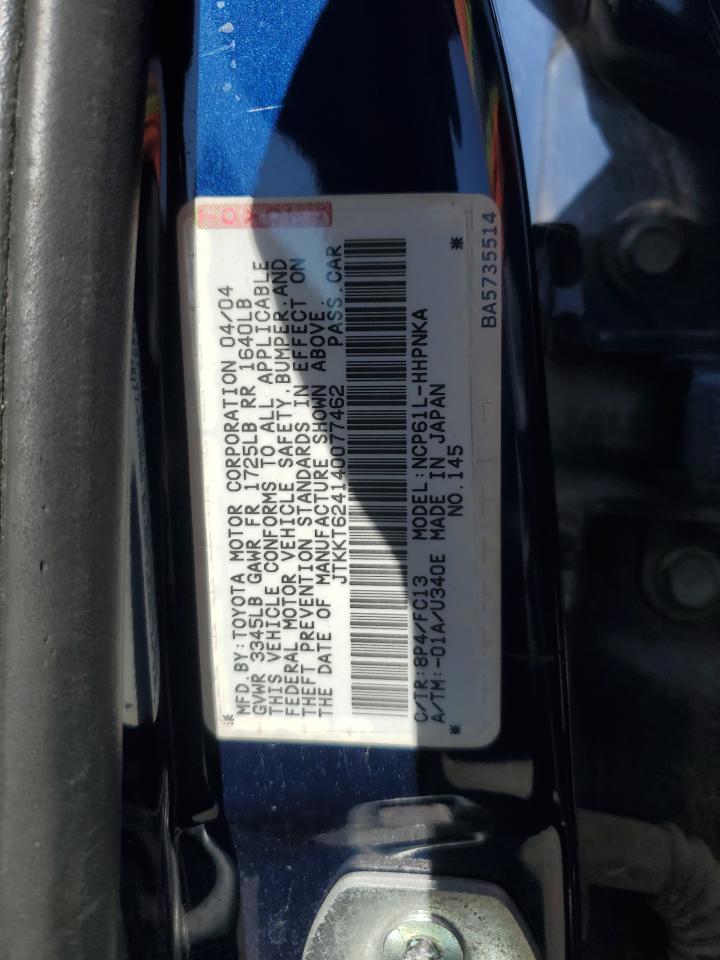 MFD. BY: TOYOTA MOTOR CORPORATION 04/04
GVWR 3345LB GAWR FR 1725LB RR 1640LB
THIS VEHICLE CONFORMS TO ALL APPLICABLE
FEDERAL MOTOR VEHICLE SAFETY, BUMPER, AND
THEFT PREVENTION STANDARDS IN EFFECT ON
THE DATE OF MANUFACTURE SHOWN ABOVE.
JTKKT624140077462 PASS. CAR
C/TR: 8P4/FC13 MODEL: NCP61L-HHPNKA
A/TM: -01A/U340E MADE IN JAPAN
NO. 145
BA5735514